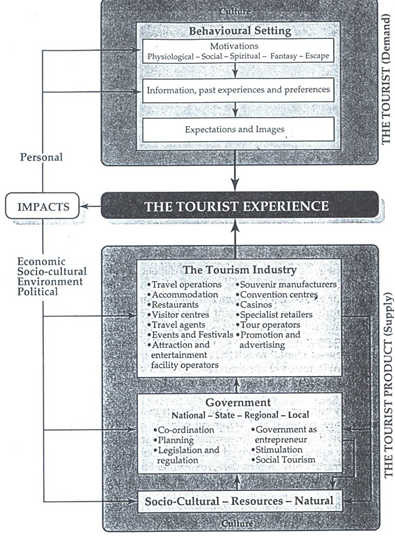 Culture
Behavioural Setting
Motivations
Physiological – Social – Spiritual – Fantasy – Escape
Information, past experiences and preferences
Expectations and Images
THE TOURIST (Demand)
Personal
IMPACTS
THE TOURIST EXPERIENCE
Economic
Socio-cultural
Environment
Political
The Tourism Industry
•Travel operations
•Accommodation
•Restaurants
•Visitor centres
•Travel agents
•Events and Festivals
•Attraction and
entertainment
facility operators
•Souvenir manufacturers
•Convention centres
•Casinos
•Specialist retailers
•Tour operators
•Promotion and
advertising
Government
National – State – Regional – Local
•Co-ordination
•Planning
•Legislation and
regulation
•Government as
entrepreneur
•Stimulation
•Social Tourism
Socio-Cultural – Resources – Natural
Culture
THE TOURIST PRODUCT (Supply)